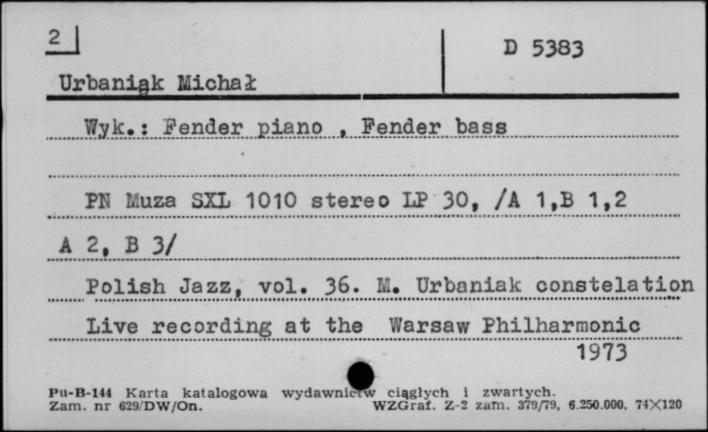 2
D 5383
Urbaniąk Michał
Wyk.: Fender piano , Fender bass
PN Muza SXL 1010 stereo LP 30, /A 1,B 1,2
A 2, B 3/
Polish Jazz, vol. 36. M. Urbaniak constelation
Live recording at the Warsaw Philharmonic
1973
Pu-B-144 Karta katalogowa wydawnictw ciągłych i zwartych.
Zam. nr 629/DW/On. WZGraf. Z-2 zam. 379/79, 6.250.000, 74×120